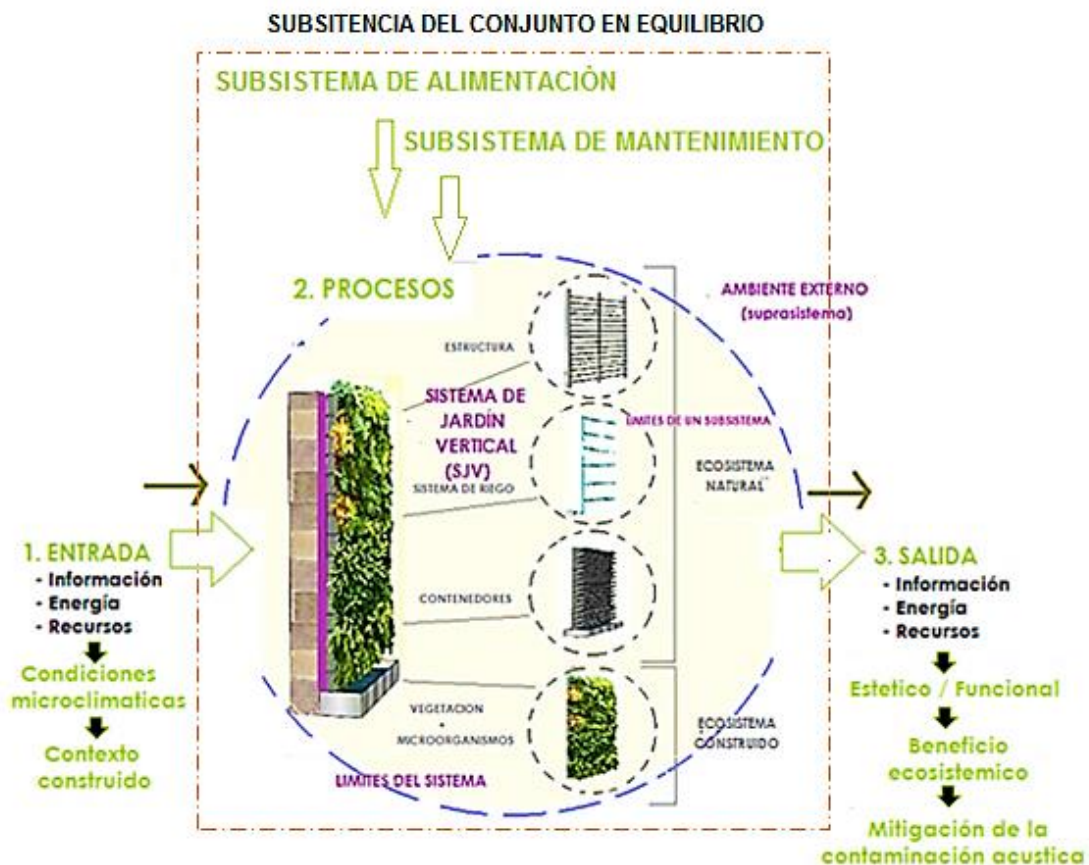 SUBSITENCIA DEL CONJUNTO EN EQUILIBRIO
SUBSISTEMA DE ALIMENTACIÓN
SUBSISTEMA DE MANTENIMIENTO
2. PROCESOS
AMBIENTE EXTERNO
(suprasistema)
ESTRUCTURA
SISTEMA DE
JARDÍN
VERTICAL
(SJV)
LIMITES DE UN SUBSISTEMA
SISTEMA DE RIEGO
ECOSISTEMA
NATURAL
1. ENTRADA
- Información
- Energía
- Recursos
Condiciones
microclimaticas
Contexto
construido
CONTENEDORES
VEGETACION
+
MICROORGANISMOS
ECOSISTEMA
CONSTRUIDO
LIMITES DEL SISTEMA
3. SALIDA
- Información
- Energía
- Recursos
Estetico / Funcional
Beneficio
ecosistemico
Mitigación de la
contaminación acustica